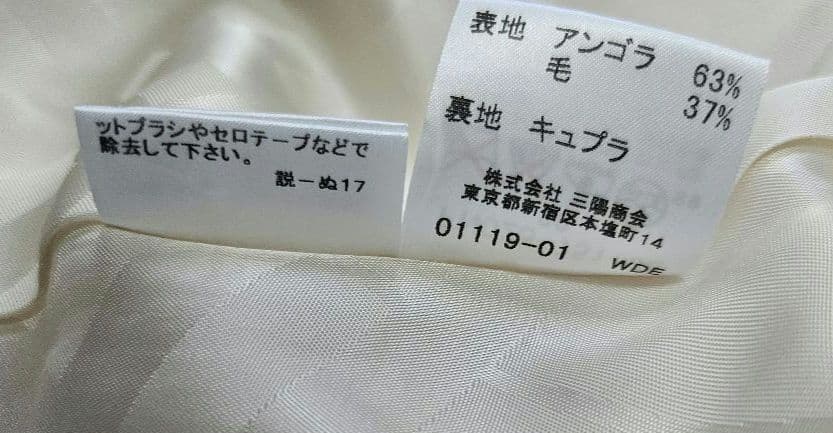 ットブラシやセロテープなどで
除去して下さい。
説ーぬ17
表地 アンゴラ 63%
毛 37%
裏地 キュプラ
株式会社 三陽商会
東京都新宿区本塩町14
01119-01 WDE